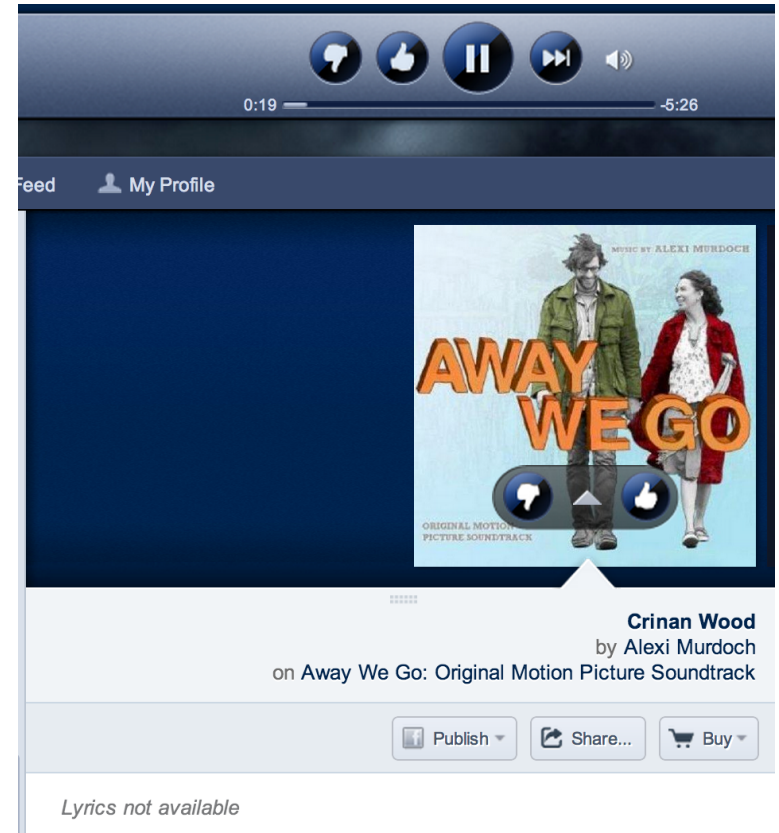 0:19 -5:26
Feed My Profile
MUSIC BY ALEXI MURDOCH
AWAY
WE GO
ORIGINAL MOTION
PICTURE SOUNDTRACK
Crinan Wood
by Alexi Murdoch
on Away We Go: Original Motion Picture Soundtrack
Publish Share... Buy
Lyrics not available